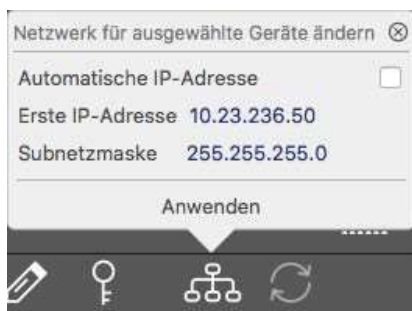 Netzwerk für ausgewählte Geräte ändern
Automatische IP-Adresse
Erste IP-Adresse 10.23.236.50
Subnetzmaske 255.255.255.0
Anwenden